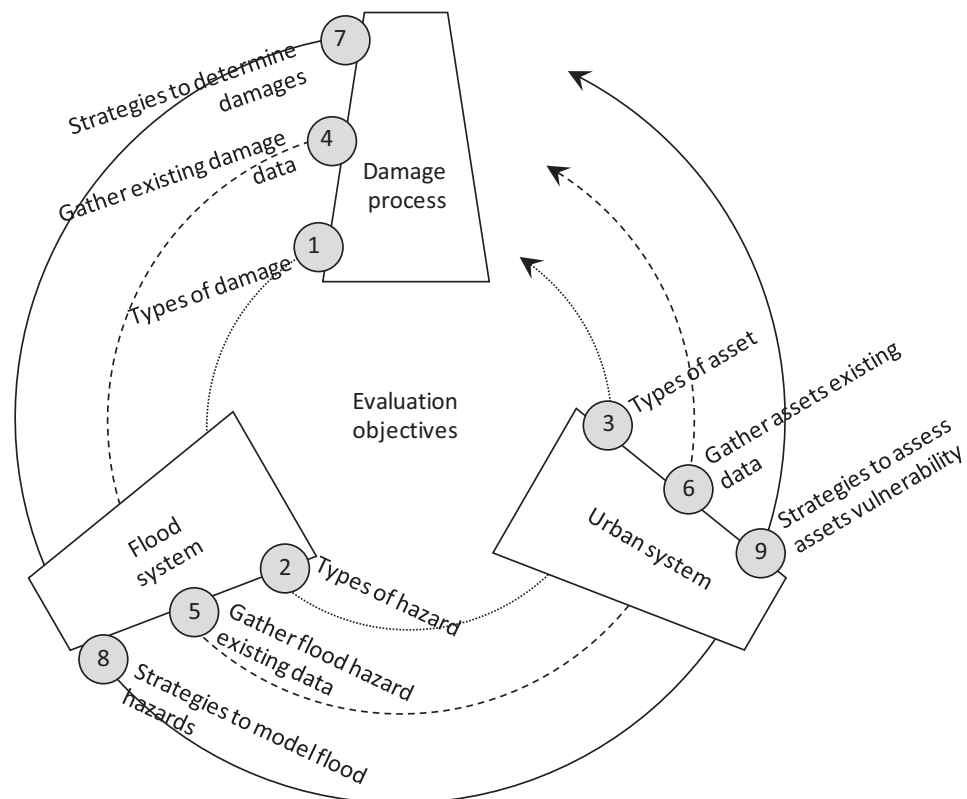 7
Strategies to determine
damages
4
Gather existing damage
data
Damage
process
1
Types of damage
Evaluation
objectives
Types of asset
3
Gather assets existing
data
6
Strategies to assess
assets vulnerability
9
Urban system
Flood
system
2
Types of hazard
5
Gather flood hazard
existing data
8
Strategies to model flood
hazards